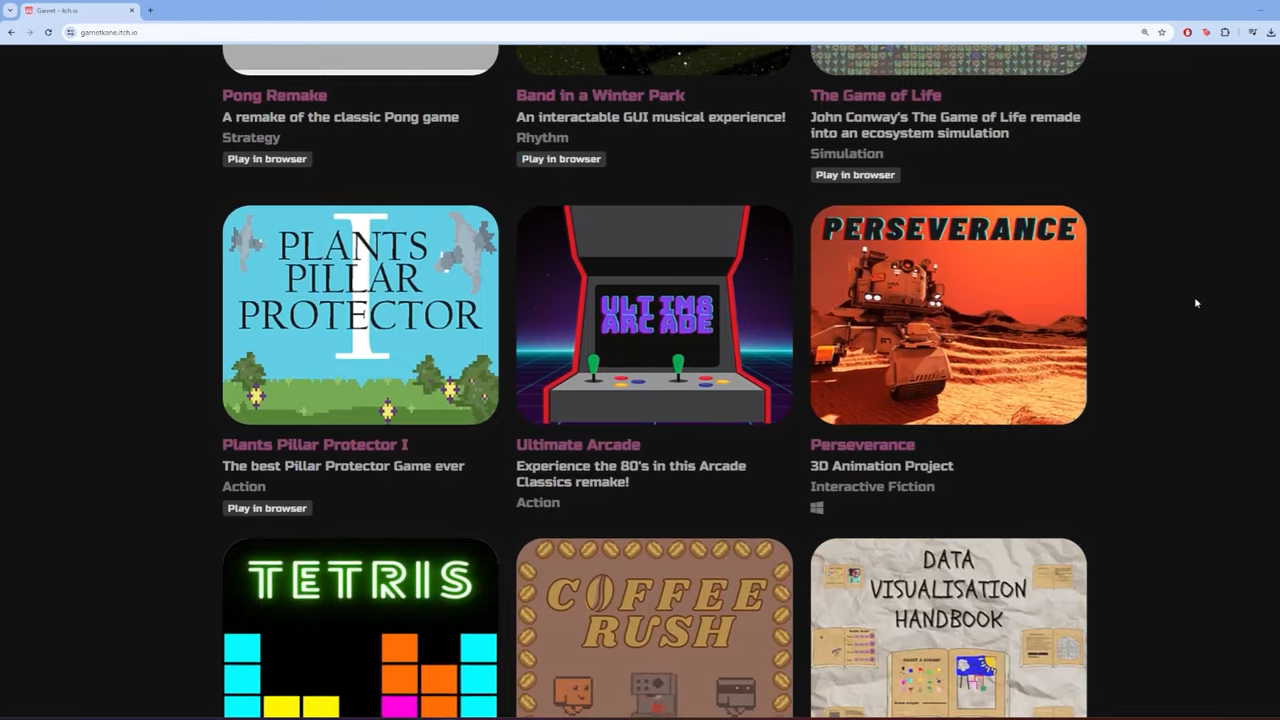 Garnet - itch.io
garnetkane.itch.io
Pong Remake
A remake of the classic Pong game
Strategy
Play in browser
Band in a Winter Park
An interactable GUI musical experience!
Rhythm
Play in browser
The Game of Life
John Conway's The Game of Life remade
into an ecosystem simulation
Simulation
Play in browser
I
PLANTS
PILLAR
PROTECTOR
Plants Pillar Protector I
The best Pillar Protector Game ever
Action
Play in browser
ULTIMA
ARCADE
Ultimate Arcade
Experience the 80's in this Arcade
Classics remake!
Action
PERSEVERANCE
Perseverance
3D Animation Project
Interactive Fiction
TETRIS
COFFEE
RUSH
DATA
VISUALISATION
HANDBOOK